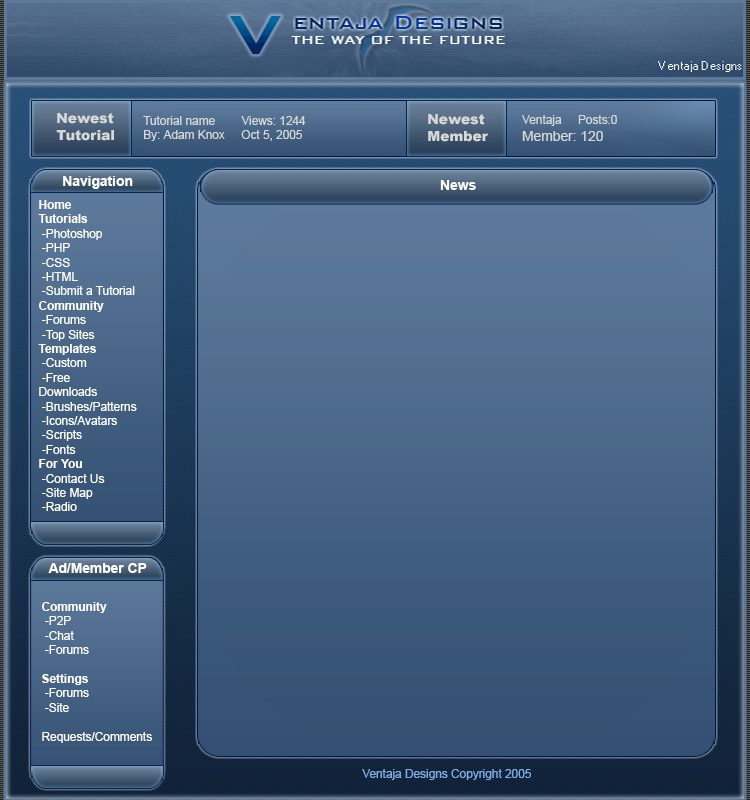 V ENTAJA DESIGNS
THE WAY OF THE FUTURE
Ventaja Designs
Newest Tutorial
Tutorial name Views: 1244
By: Adam Knox Oct 5, 2005
Newest Member
Ventaja Posts:0
Member: 120
Navigation
Home
Tutorials
-Photoshop
-PHP
-CSS
-HTML
-Submit a Tutorial
Community
-Forums
-Top Sites
Templates
-Custom
-Free
Downloads
-Brushes/Patterns
-Icons/Avatars
-Scripts
-Fonts
For You
-Contact Us
-Site Map
-Radio
Ad/Member CP
Community
-P2P
-Chat
-Forums
Settings
-Forums
-Site
Requests/Comments
News
Ventaja Designs Copyright 2005